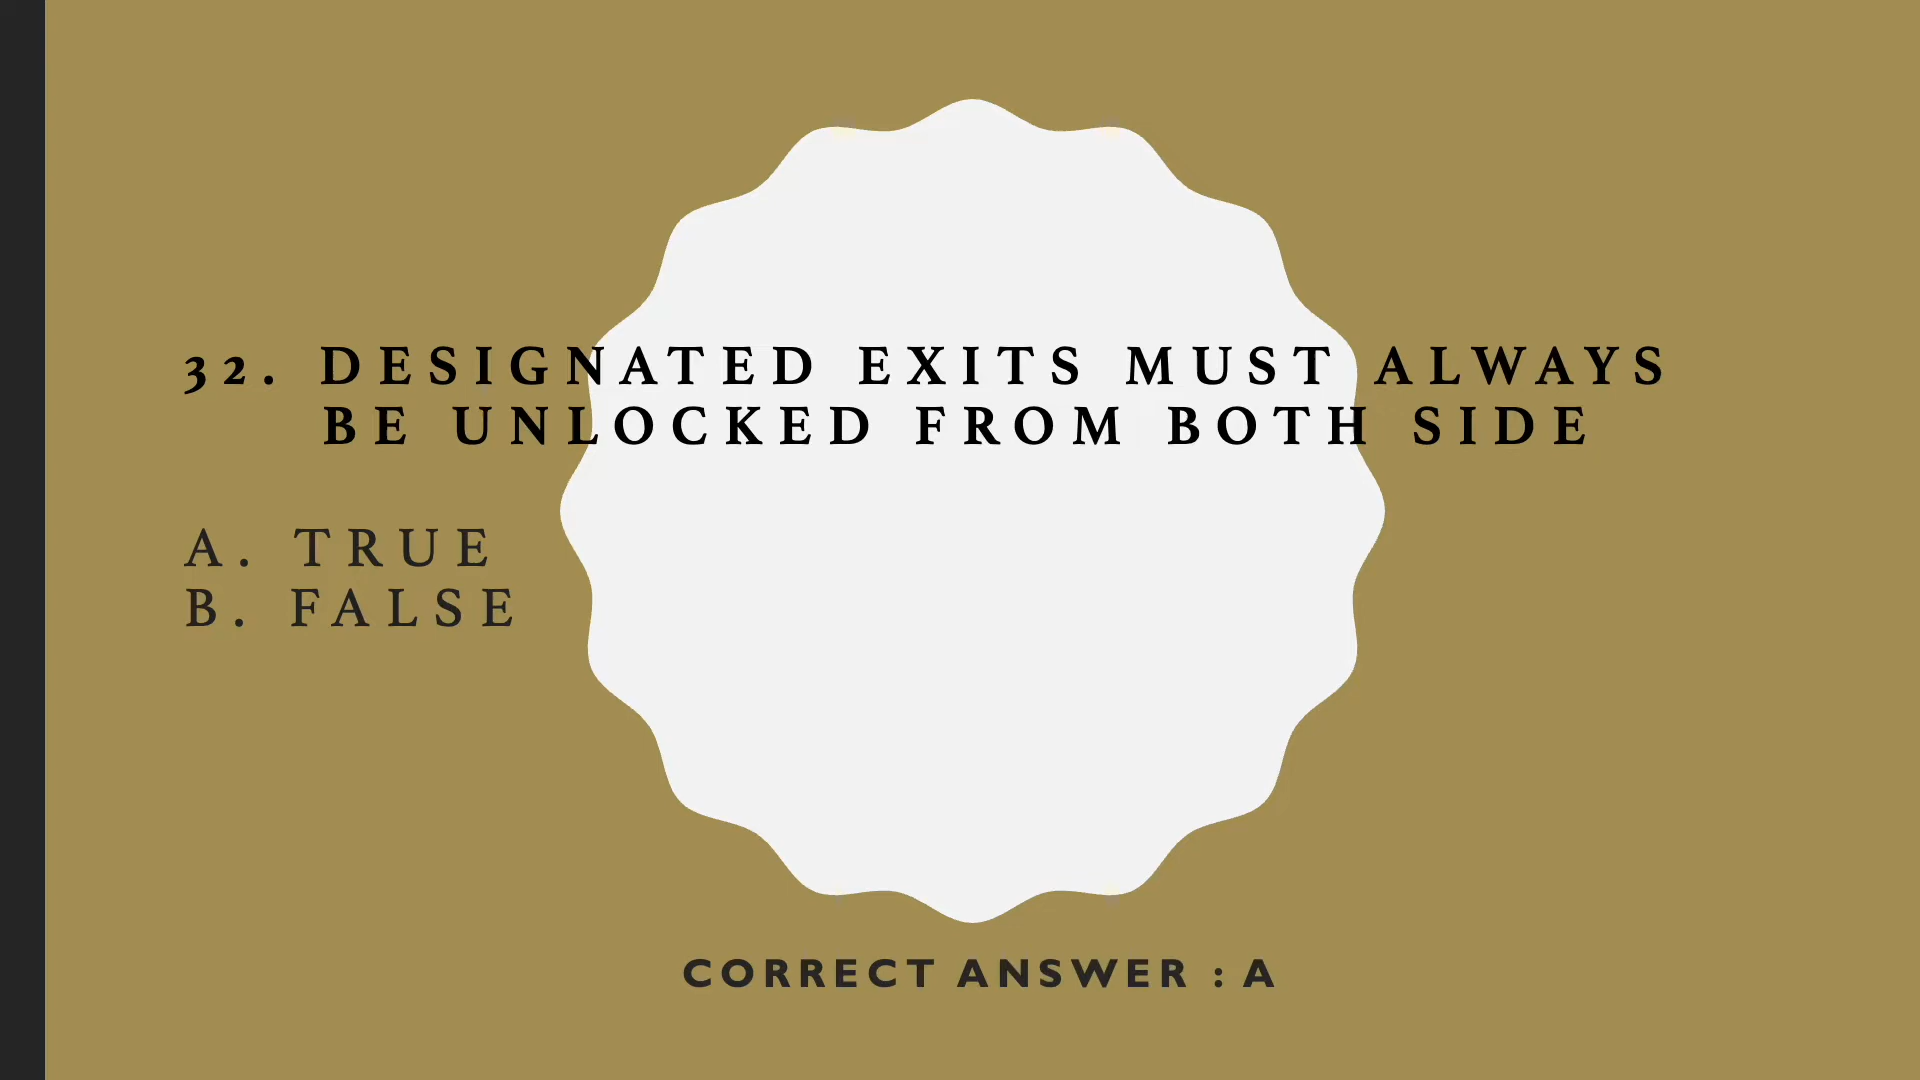 32. DESIGNATED EXITS MUST ALWAYS
BE UNLOCKED FROM BOTH SIDE
A. TRUE
B. FALSE
CORRECT ANSWER : A